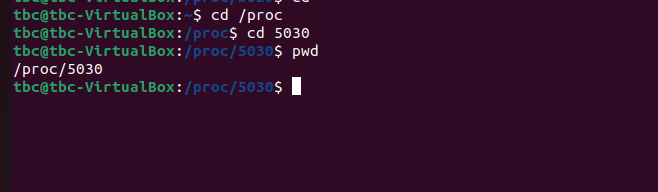 tbc@tbc-VirtualBox:~$ cd /proc
tbc@tbc-VirtualBox:/proc$ cd 5030
tbc@tbc-VirtualBox:/proc/5030$ pwd
/proc/5030
tbc@tbc-VirtualBox:/proc/5030$